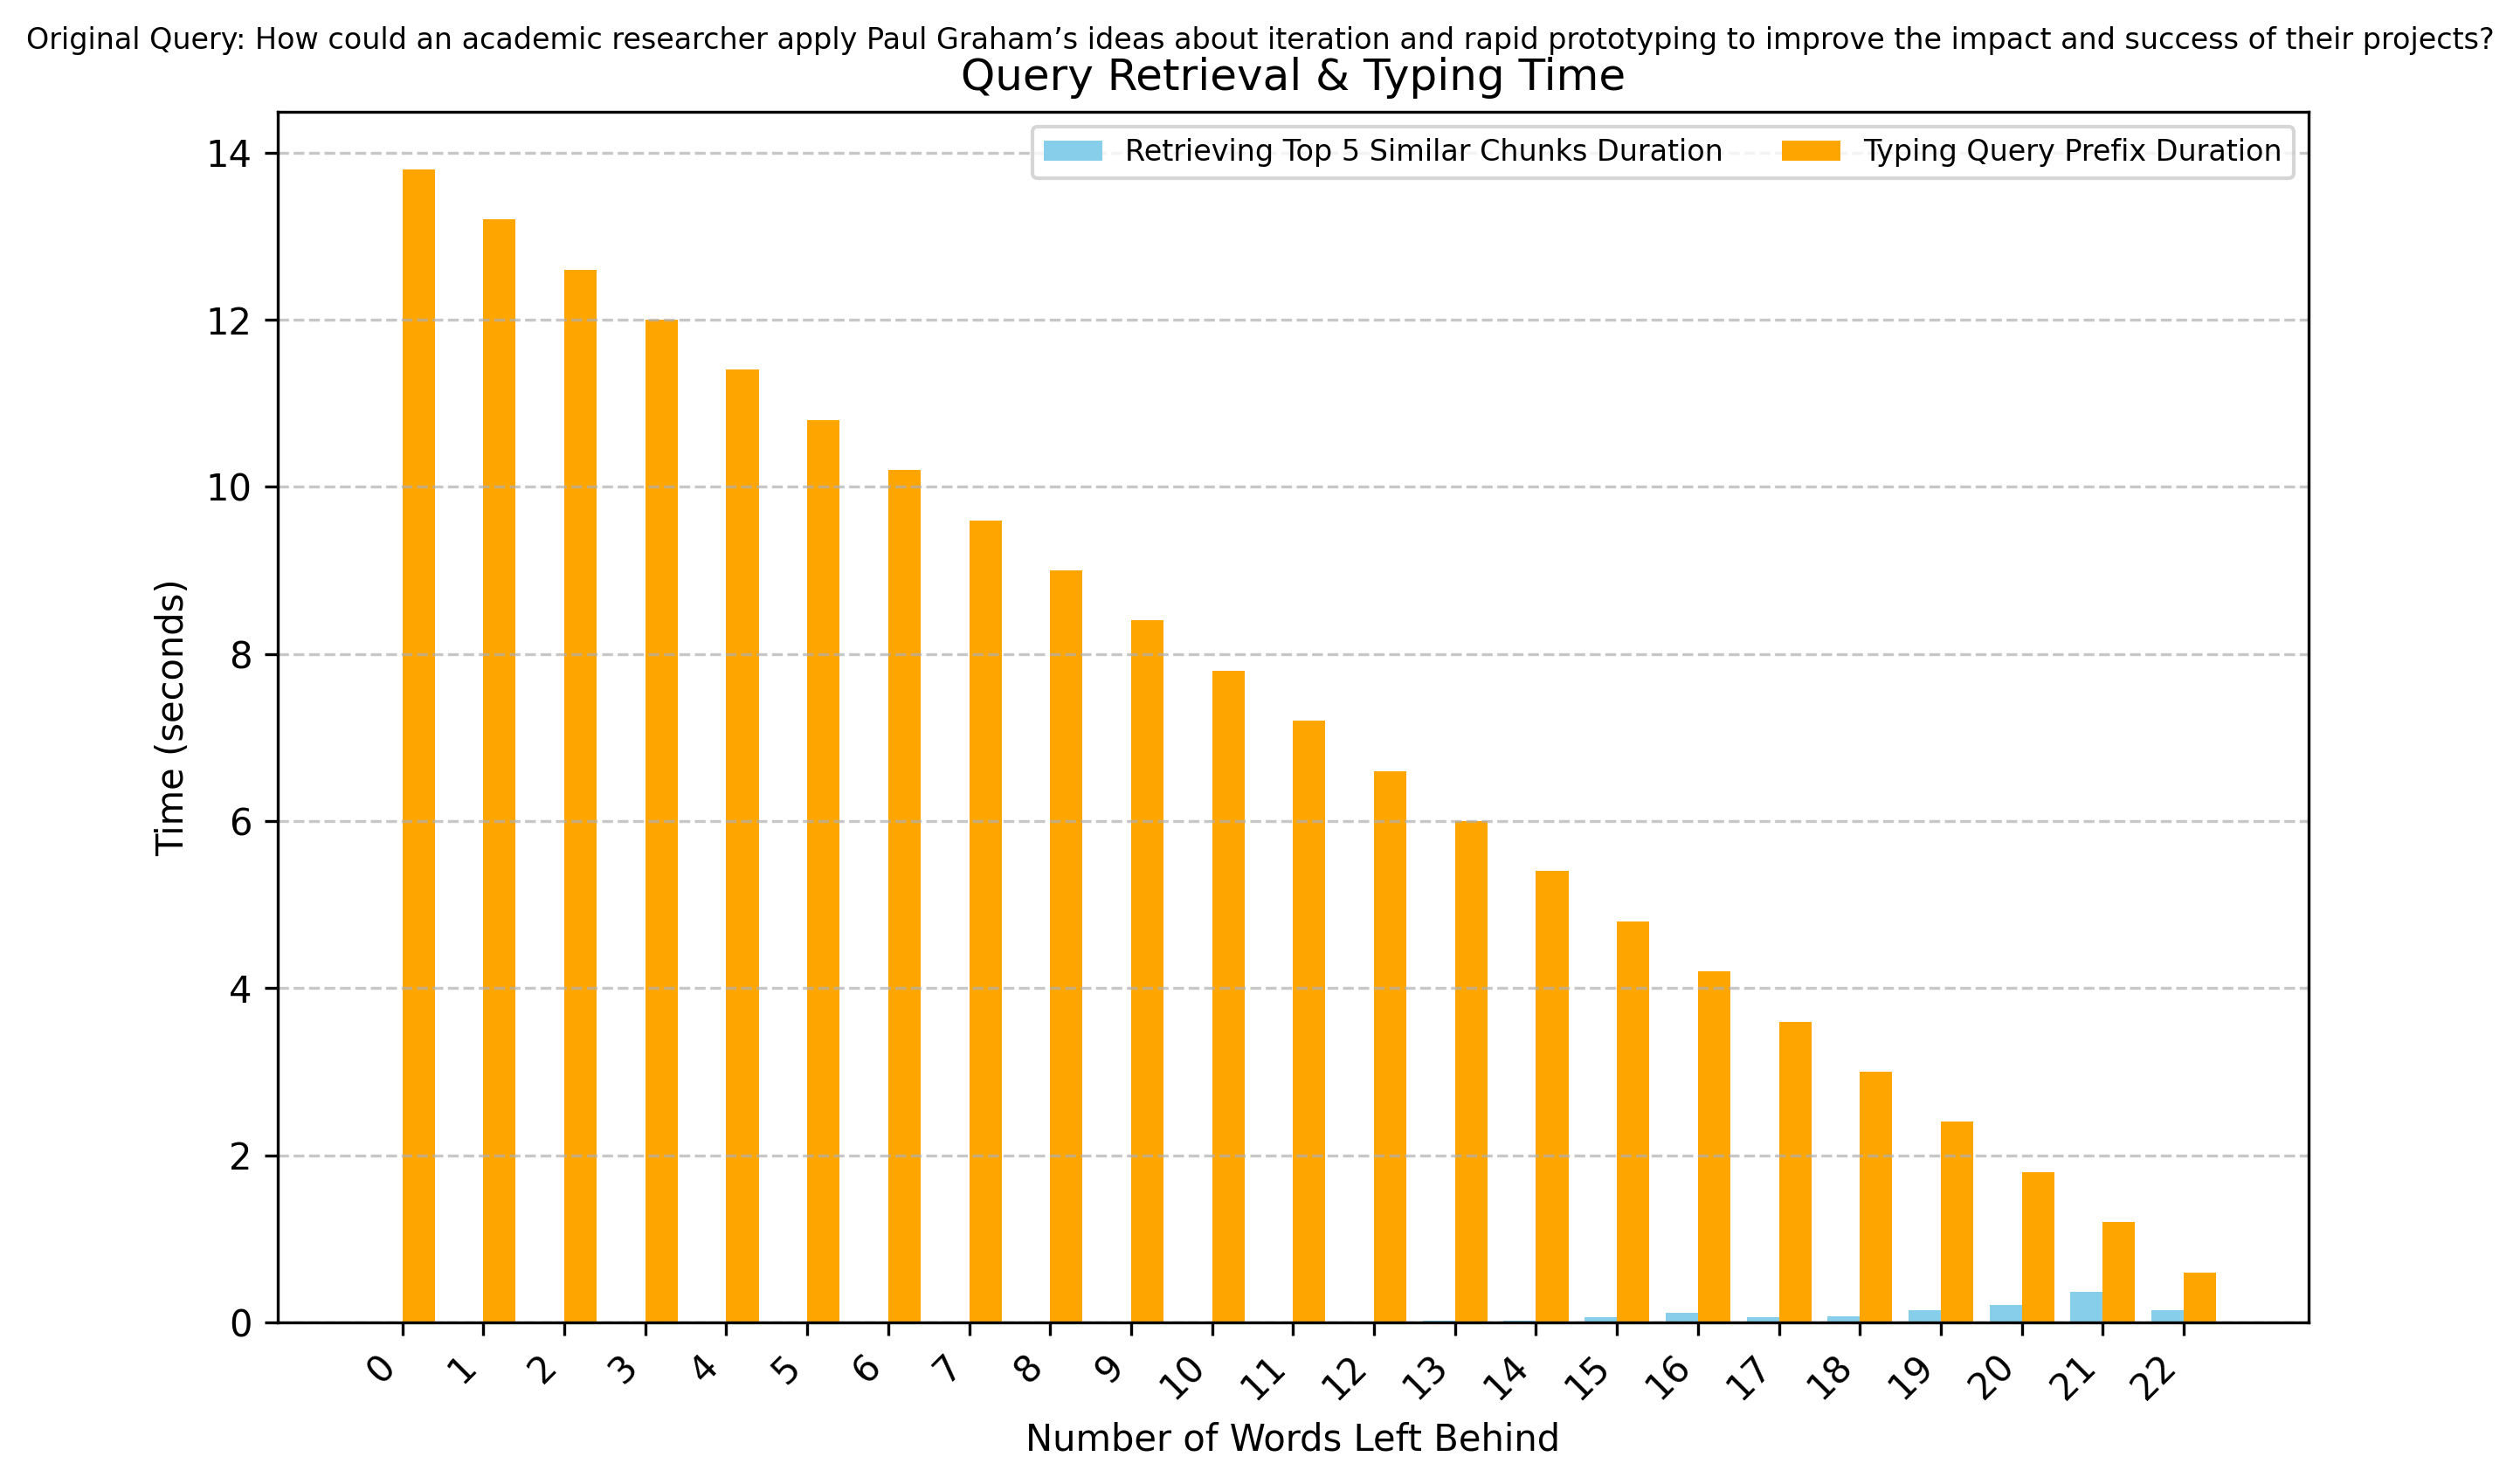 Original Query: How could an academic researcher apply Paul Graham’s ideas about iteration and rapid prototyping to improve the impact and success of their projects?
Query Retrieval & Typing Time
Retrieving Top 5 Similar Chunks Duration
Typing Query Prefix Duration
Time (seconds)
14
12
10
8
6
4
2
0
0 1 2 3 4 5 6 7 8 9 10 11 12 13 14 15 16 17 18 19 20 21 22
Number of Words Left Behind